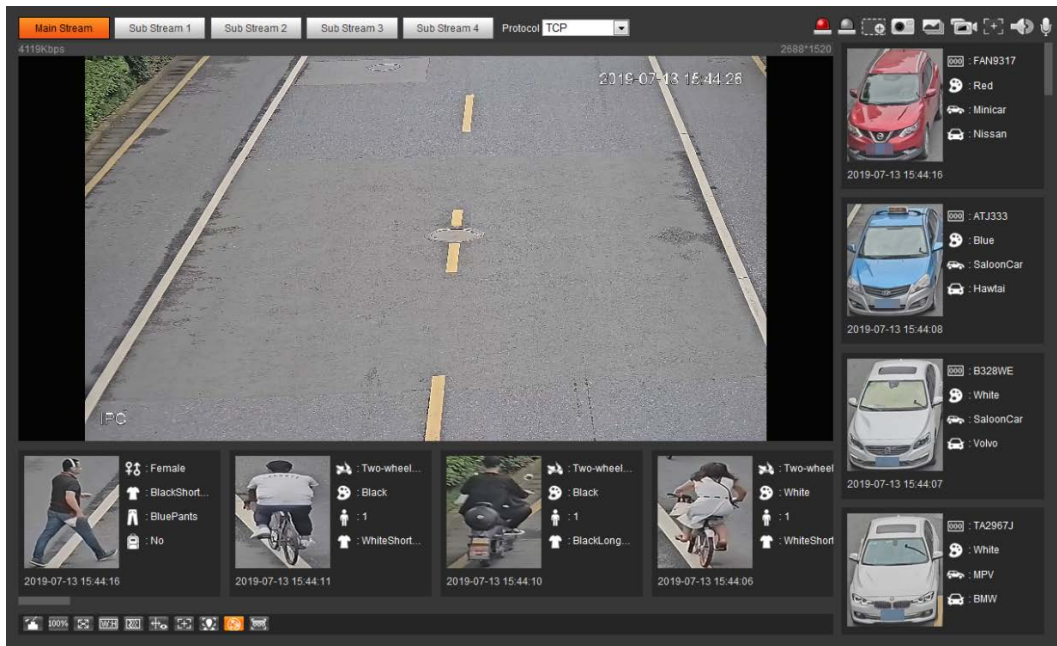 Main Stream
Sub Stream 1
Sub Stream 2
Sub Stream 3
Sub Stream 4
Protocol TCP
4119Kbps
2688*1520
2019-07-13 15:44:26
IPC
000 : FAN9317
: Red
: Minicar
: Nissan
2019-07-13 15:44:16
000 : ATJ333
: Blue
: SaloonCar
: Hawtai
2019-07-13 15:44:08
000 : B328WE
: White
: SaloonCar
: Volvo
2019-07-13 15:44:07
000 : TA2967J
: White
: MPV
: BMW
: Female
: BlackShort...
: BluePants
: No
2019-07-13 15:44:16
: Two-wheel...
: Black
: 1
: WhiteShort...
2019-07-13 15:44:11
: Two-wheel...
: Black
: 1
: BlackLong...
2019-07-13 15:44:10
: Two-wheel
: White
: 1
: WhiteShort
2019-07-13 15:44:06
100%
W:H